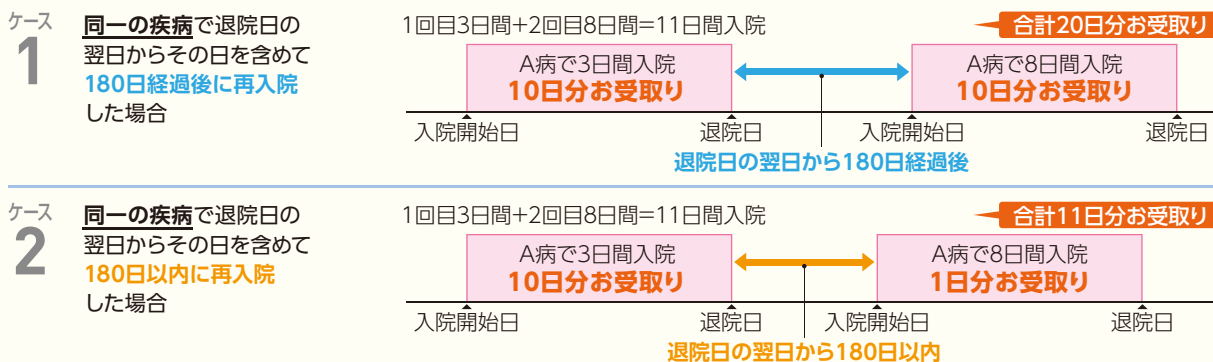 ケース
1
同一の疾病で退院日の
翌日からその日を含めて
180日経過後に再入院
した場合
1回目3日間+2回目8日間=11日間入院
合計20日分お受取り
A病で3日間入院
10日分お受取り
A病で8日間入院
10日分お受取り
入院開始日
退院日
入院開始日
退院日
退院日の翌日から180日経過後
ケース
2
同一の疾病で退院日の
翌日からその日を含めて
180日以内に再入院
した場合
1回目3日間+2回目8日間=11日間入院
合計11日分お受取り
A病で3日間入院
10日分お受取り
A病で8日間入院
1日分お受取り
入院開始日
退院日
入院開始日
退院日
退院日の翌日から180日以内